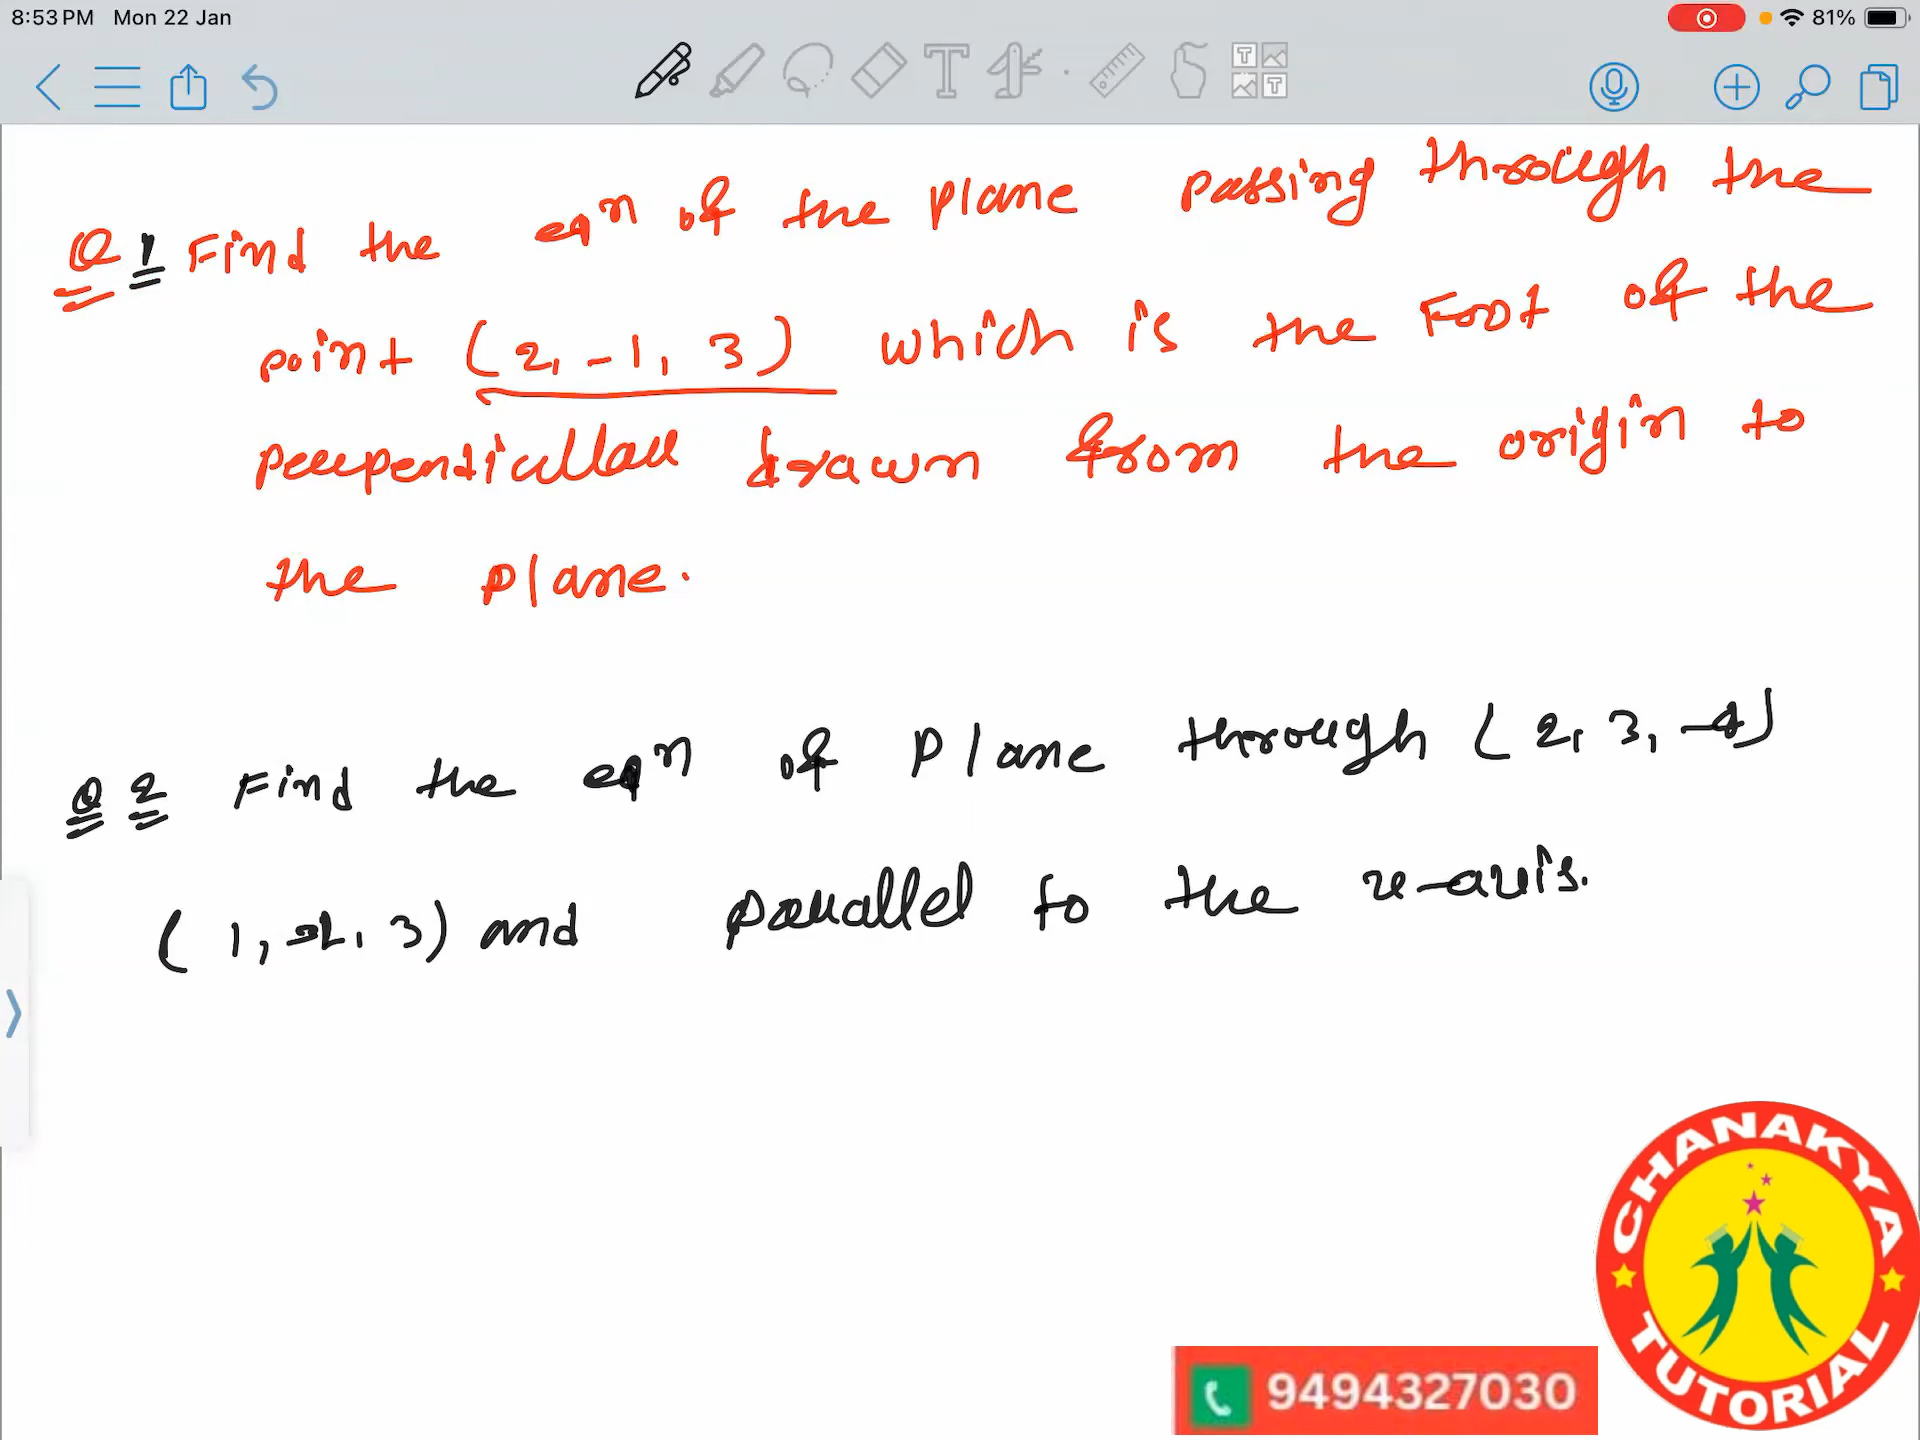 8:53 PM Mon 22 Jan
81%
Q 1 Find the eqn of the plane passing through the
point (2, -1, 3) which is the Foot of the
perpendicular drawn from the origin to
the plane.
Q 2 Find the eqn of Plane through (2, 3, -4)
(1, 3) and parallel to the x-axis.
CHANAKYA
TUTORIAL
9494327030